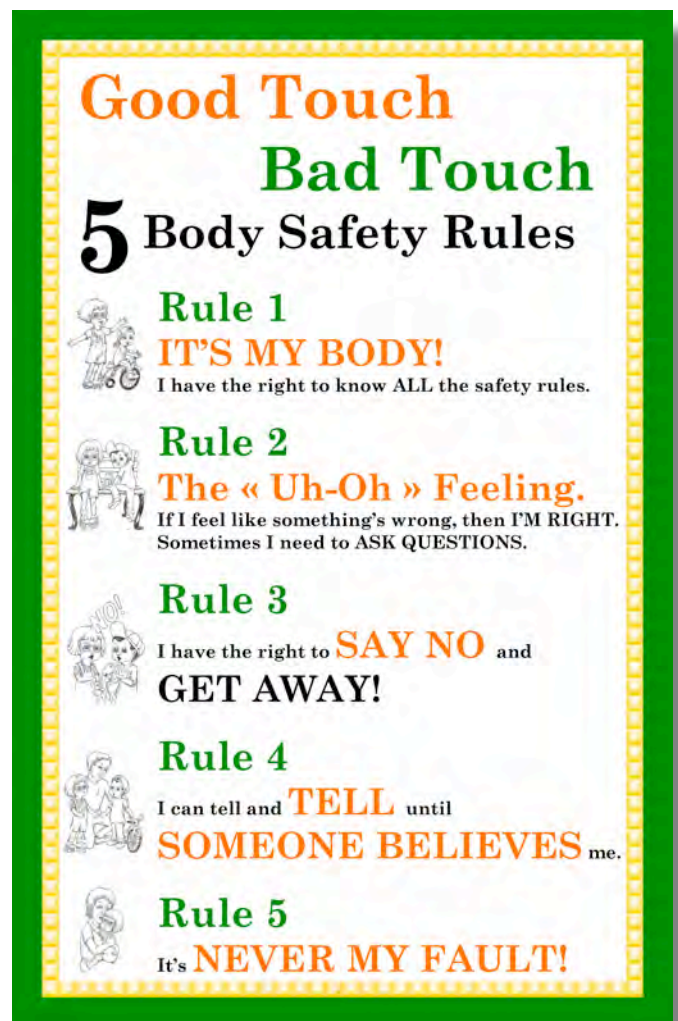 Good Touch
Bad Touch
5 Body Safety Rules
Rule 1
IT'S MY BODY!
I have the right to know ALL the safety rules.
Rule 2
The « Uh-Oh » Feeling.
If I feel like something's wrong, then I'M RIGHT.
Sometimes I need to ASK QUESTIONS.
NO!
Rule 3
I have the right to SAY NO and
GET AWAY!
Rule 4
I can tell and TELL until
SOMEONE BELIEVES me.
Rule 5
It's NEVER MY FAULT!